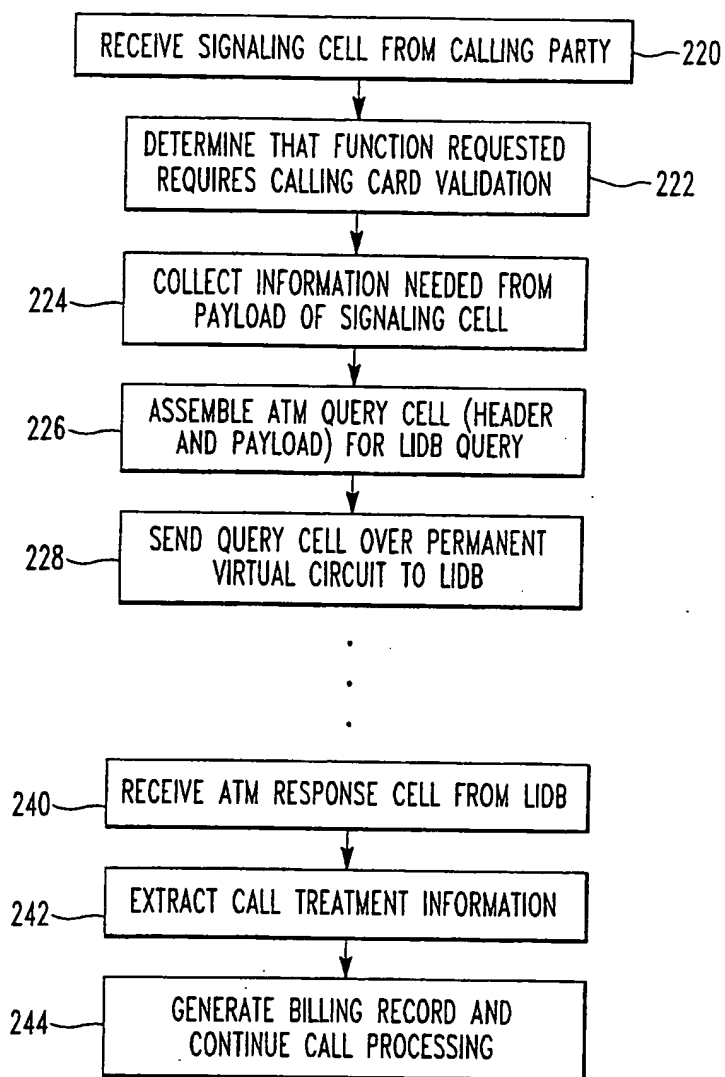 RECEIVE SIGNALING CELL FROM CALLING PARTY 220
DETERMINE THAT FUNCTION REQUESTED
REQUIRES CALLING CARD VALIDATION 222
224 COLLECT INFORMATION NEEDED FROM
PAYLOAD OF SIGNALING CELL
226 ASSEMBLE ATM QUERY CELL (HEADER
AND PAYLOAD) FOR LIDB QUERY
228 SEND QUERY CELL OVER PERMANENT
VIRTUAL CIRCUIT TO LIDB
240 RECEIVE ATM RESPONSE CELL FROM LIDB
242 EXTRACT CALL TREATMENT INFORMATION
244 GENERATE BILLING RECORD AND
CONTINUE CALL PROCESSING